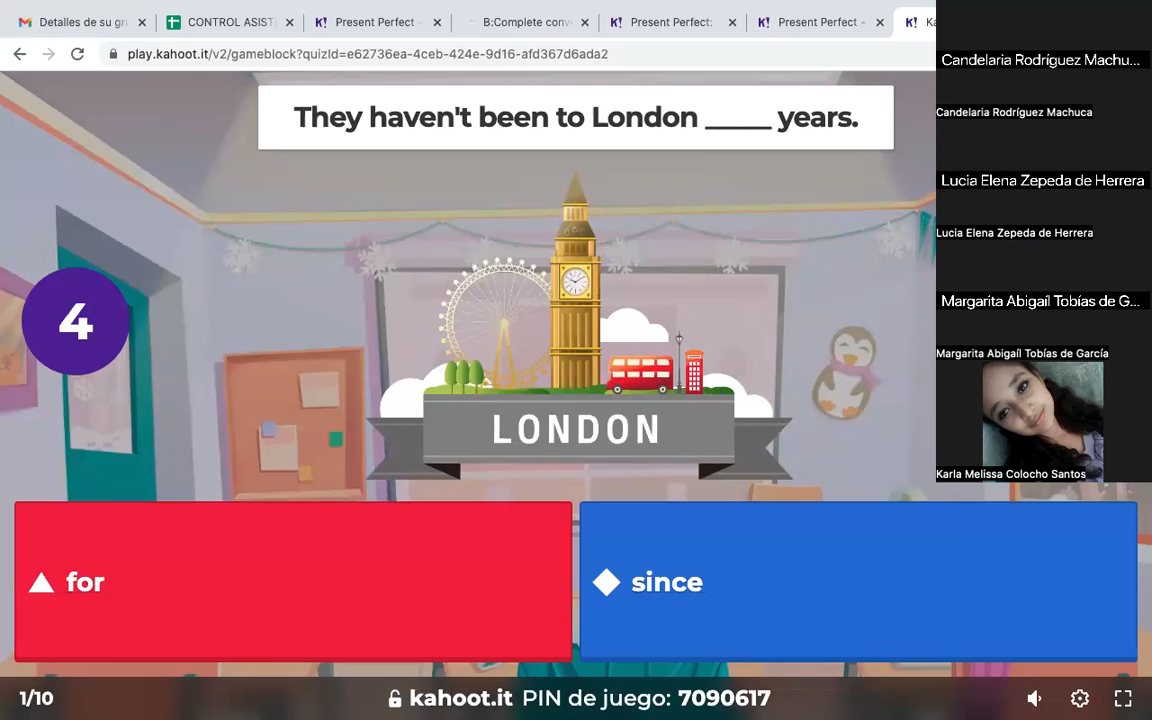 Detalles de su gru
CONTROL ASIST
K! Present Perfect -
B:Complete conv
K! Present Perfect:
K! Present Perfect -
K!
play.kahoot.it/v2/gameblock?quizId=e62736ea-4ceb-424e-9d16-afd367d6ada2
They haven't been to London _____ years.
4
LONDON
for
since
1/10
kahoot.it PIN de juego: 7090617
Candelaria Rodríguez Machu...
Candelaria Rodríguez Machuca
Lucia Elena Zepeda de Herrera
Lucia Elena Zepeda de Herrera
Margarita Abigaíl Tobías de G...
Margarita Abigaíl Tobías de García
Karla Melissa Colocho Santos